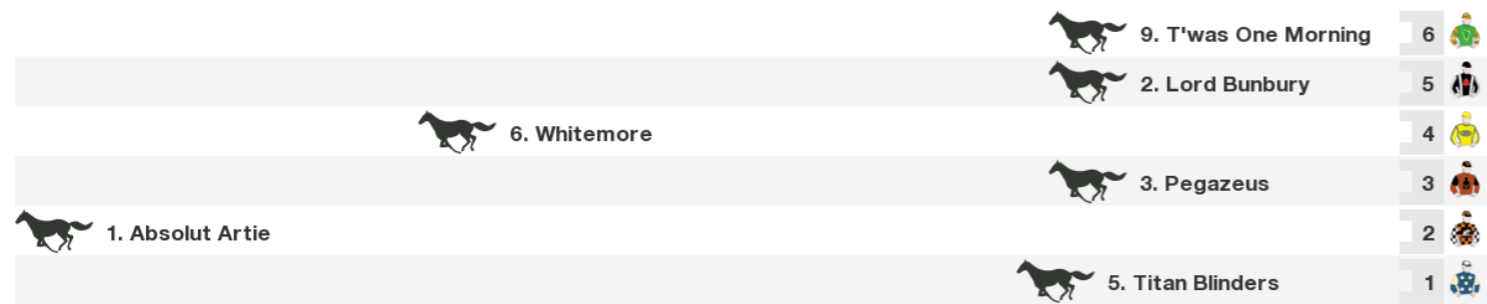 9. T'was One Morning 6
2. Lord Bunbury 5
6. Whitemore 4
3. Pegazeus 3
1. Absolut Artie 2
5. Titan Blinders 1